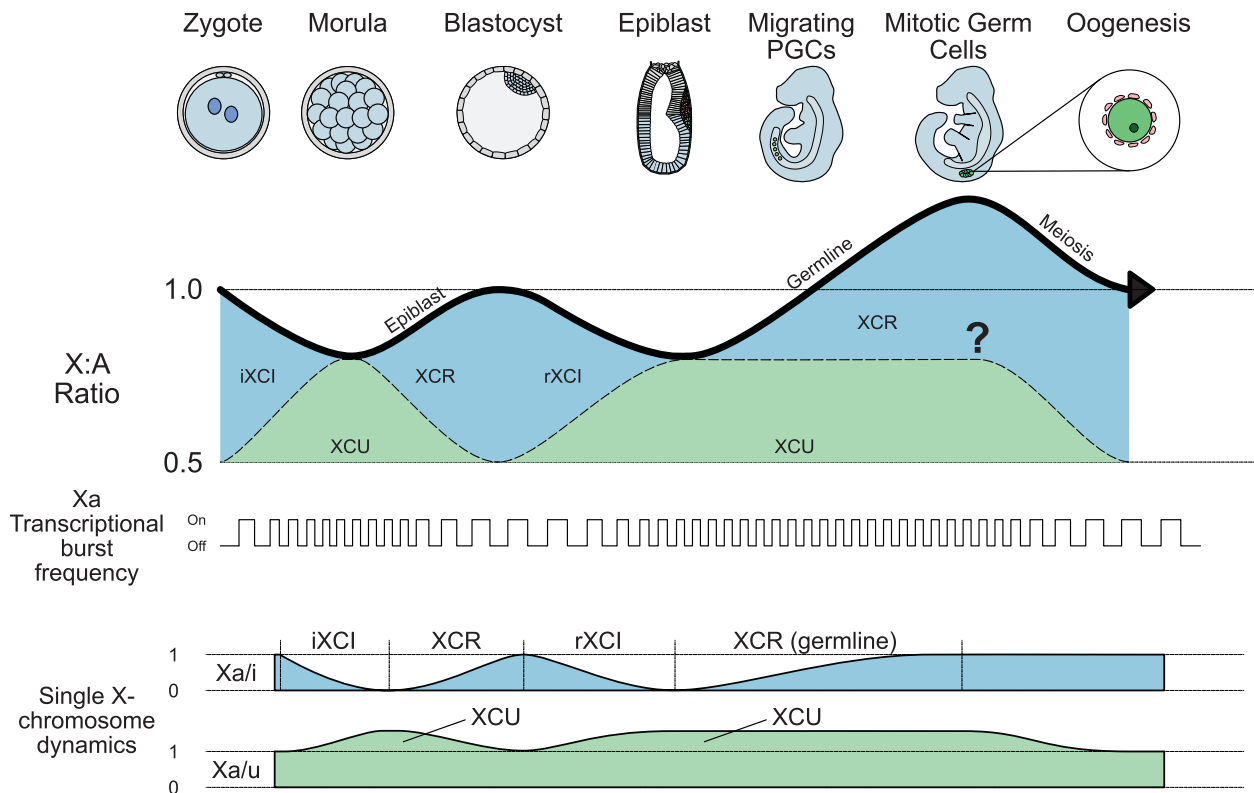 Zygote
Morula
Blastocyst
Epiblast
Migrating
PGCs
Mitotic Germ
Cells
Oogenesis
1.0
0.5
X:A
Ratio
iXCI
XCU
Epiblast
XCR
rXCI
Germline
XCR
?
Meiosis
XCU
Xa
Transcriptional
burst
frequency
On
Off
Single X-
chromosome
dynamics
iXCI
XCR
rXCI
XCR (germline)
1
Xa/i
0
XCU
XCU
1
Xa/u
0